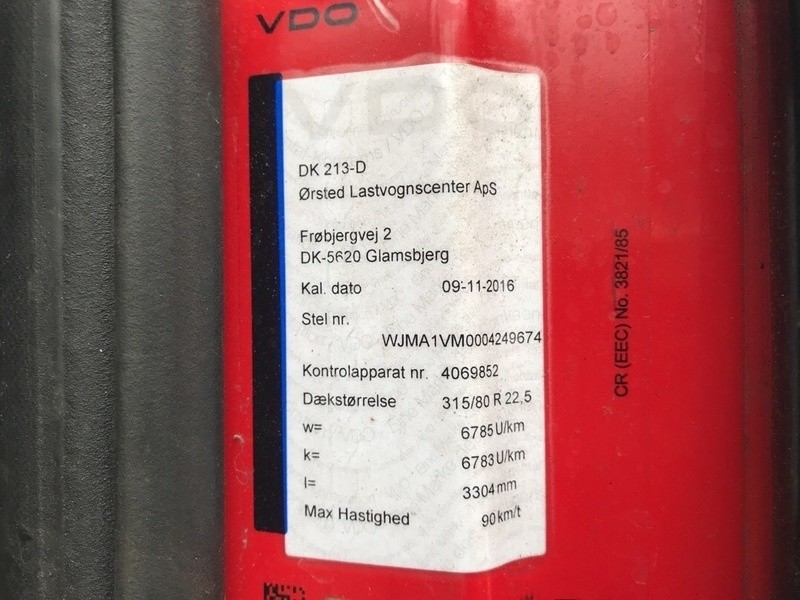 VDO
DK 213-D
Ørsted Lastvognscenter ApS
Frøbjergvej 2
DK-5620 Glamsbjerg
Kal. dato 09-11-2016
Stel nr.
WJMA1VM0004249674
Kontrolapparat nr. 4069852
Dækstørrelse 315/80 R 22,5
w= 6785 U/km
k= 6783 U/km
l= 3304 mm
Max Hastighed 90 km/t
CR (EEC) No. 3821/85